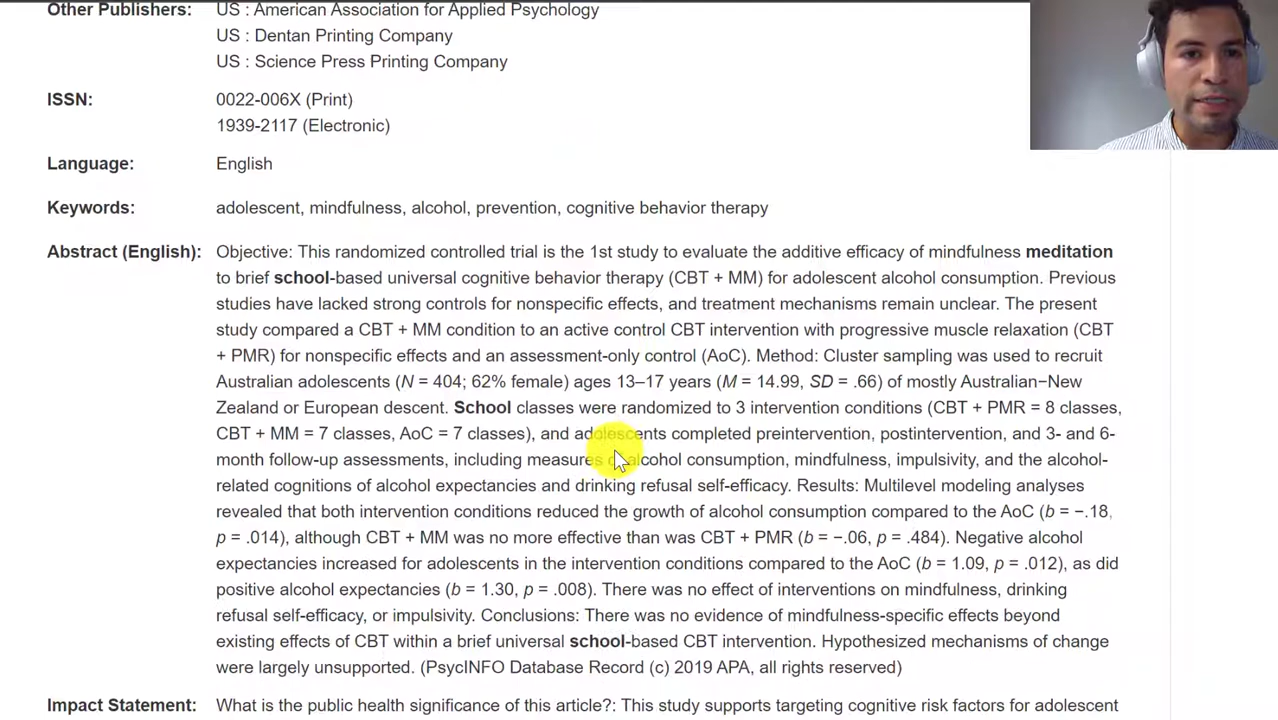 Other Publishers: US : American Association for Applied Psychology
US : Dentan Printing Company
US : Science Press Printing Company
ISSN: 0022-006X (Print)
1939-2117 (Electronic)
Language: English
Keywords: adolescent, mindfulness, alcohol, prevention, cognitive behavior therapy
Abstract (English): Objective: This randomized controlled trial is the 1st study to evaluate the additive efficacy of mindfulness meditation
to brief school-based universal cognitive behavior therapy (CBT + MM) for adolescent alcohol consumption. Previous
studies have lacked strong controls for nonspecific effects, and treatment mechanisms remain unclear. The present
study compared a CBT + MM condition to an active control CBT intervention with progressive muscle relaxation (CBT
+ PMR) for nonspecific effects and an assessment-only control (AoC). Method: Cluster sampling was used to recruit
Australian adolescents (N = 404; 62% female) ages 13–17 years (M = 14.99, SD = .66) of mostly Australian−New
Zealand or European descent. School classes were randomized to 3 intervention conditions (CBT + PMR = 8 classes,
CBT + MM = 7 classes, AoC = 7 classes), and adolescents completed preintervention, postintervention, and 3- and 6-
month follow-up assessments, including measures of alcohol consumption, mindfulness, impulsivity, and the alcohol-
related cognitions of alcohol expectancies and drinking refusal self-efficacy. Results: Multilevel modeling analyses
revealed that both intervention conditions reduced the growth of alcohol consumption compared to the AoC (b = −.18,
p = .014), although CBT + MM was no more effective than was CBT + PMR (b = −.06, p = .484). Negative alcohol
expectancies increased for adolescents in the intervention conditions compared to the AoC (b = 1.09, p = .012), as did
positive alcohol expectancies (b = 1.30, p = .008). There was no effect of interventions on mindfulness, drinking
refusal self-efficacy, or impulsivity. Conclusions: There was no evidence of mindfulness-specific effects beyond
existing effects of CBT within a brief universal school-based CBT intervention. Hypothesized mechanisms of change
were largely unsupported. (PsycINFO Database Record (c) 2019 APA, all rights reserved)
Impact Statement: What is the public health significance of this article?: This study supports targeting cognitive risk factors for adolescent